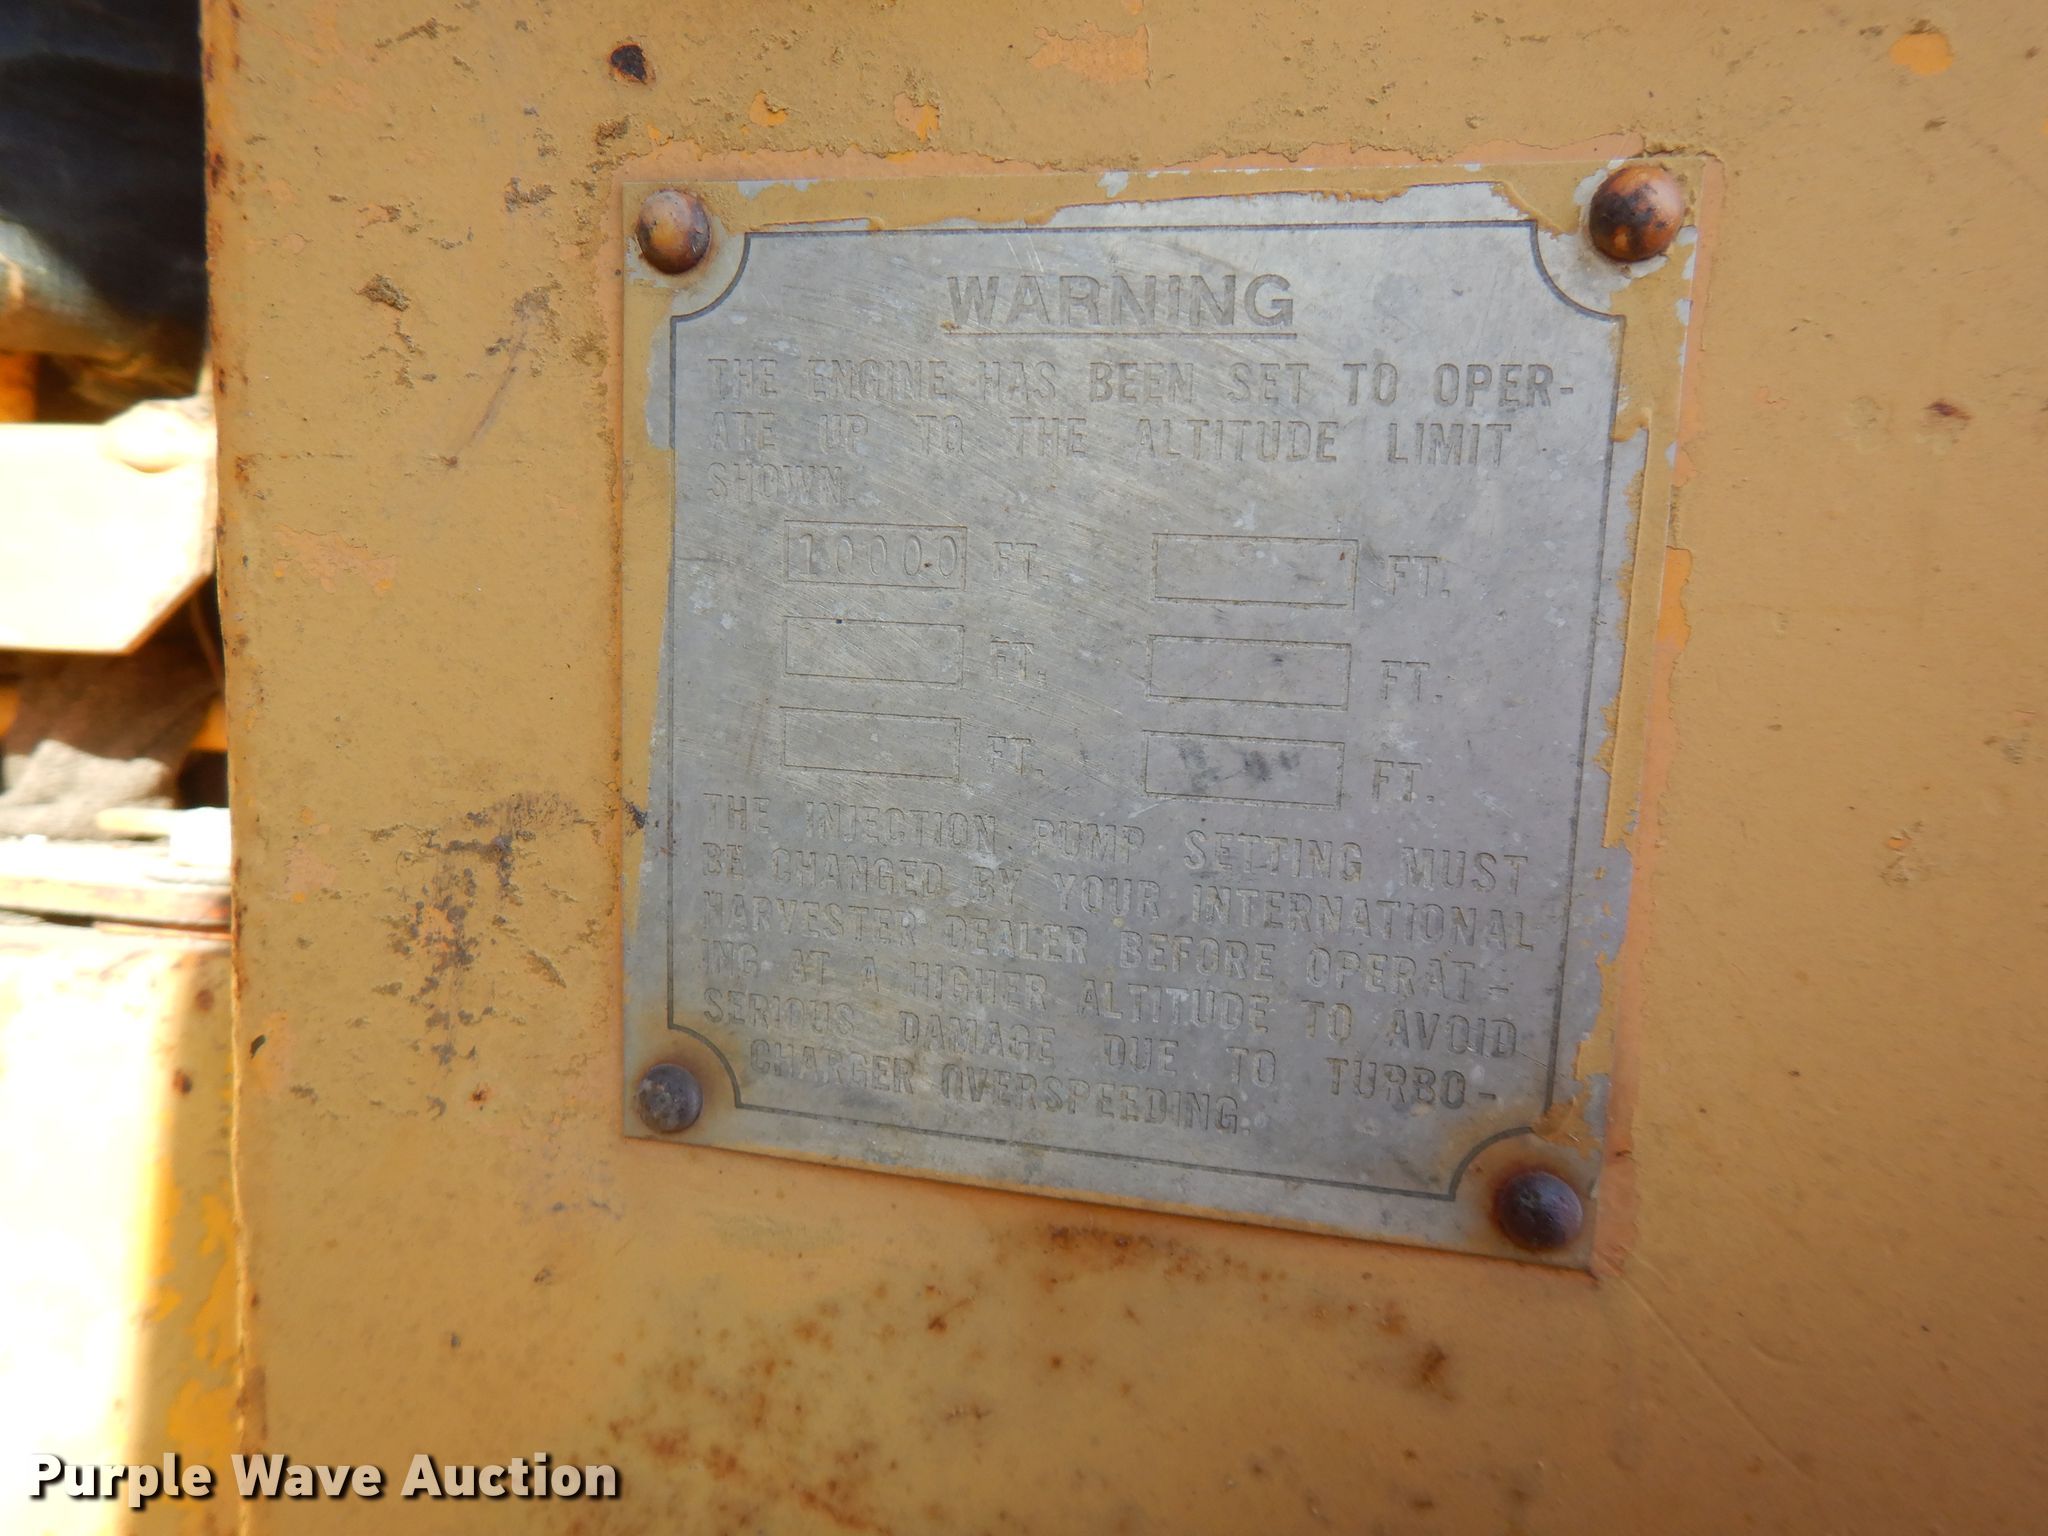 WARNING
THE ENGINE HAS BEEN SET TO OPER-
ATE UP TO THE ALTITUDE LIMIT
SHOWN.
10000 FT. FT.
FT. FT.
FT. FT.
THE INJECTION PUMP SETTING MUST
BE CHANGED BY YOUR INTERNATIONAL
HARVESTER DEALER BEFORE OPERAT-
ING AT A HIGHER ALTITUDE TO AVOID
SERIOUS DAMAGE DUE TO TURBO-
CHARGER OVERSPEEDING.
Purple Wave Auction